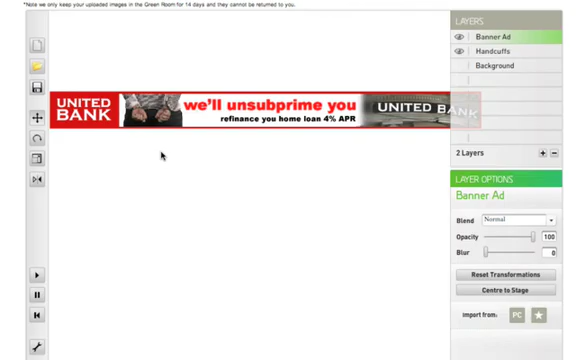 *Note we only keep your uploaded images in the Green Room for 14 days and they cannot be returned to you.
LAYERS
Banner Ad
Handcuffs
Background
UNITED
BANK
we'll unsubprime you
refinance you home loan 4% APR
UNITED BANK
2 Layers
LAYER OPTIONS
Banner Ad
Blend
Normal
Opacity
100
Blur
0
Reset Transformations
Centre to Stage
Import from:
PC